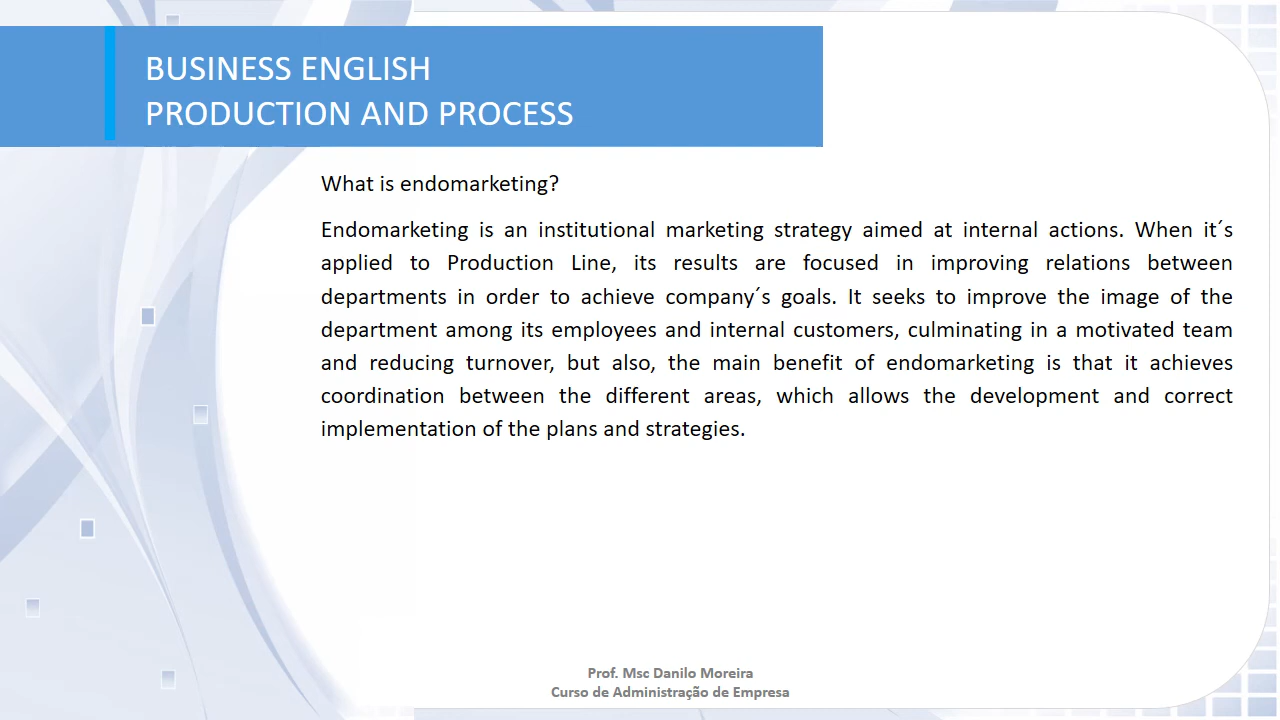 BUSINESS ENGLISH
PRODUCTION AND PROCESS
What is endomarketing?
Endomarketing is an institutional marketing strategy aimed at internal actions. When it´s
applied to Production Line, its results are focused in improving relations between
departments in order to achieve company´s goals. It seeks to improve the image of the
department among its employees and internal customers, culminating in a motivated team
and reducing turnover, but also, the main benefit of endomarketing is that it achieves
coordination between the different areas, which allows the development and correct
implementation of the plans and strategies.
Prof. Msc Danilo Moreira
Curso de Administração de Empresa